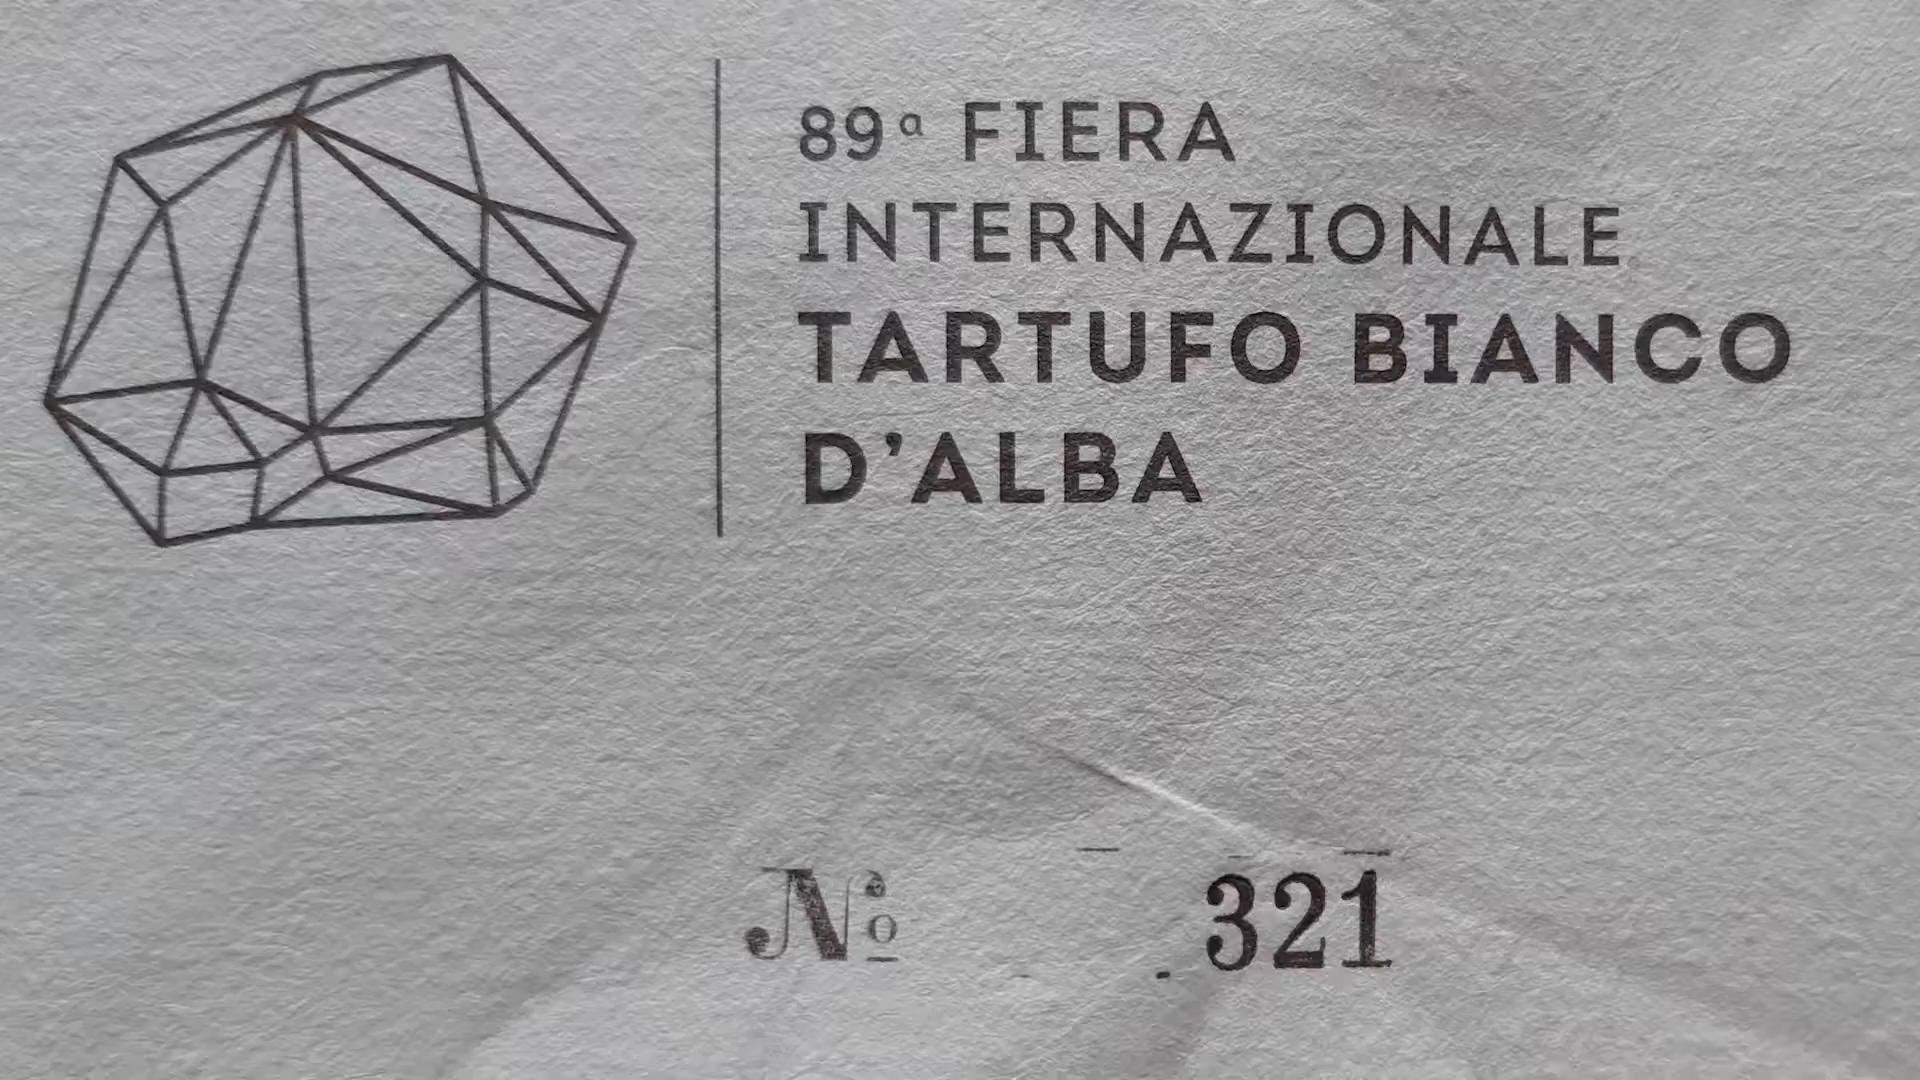 89ª FIERA
INTERNAZIONALE
TARTUFO BIANCO
D'ALBA
Nº 321